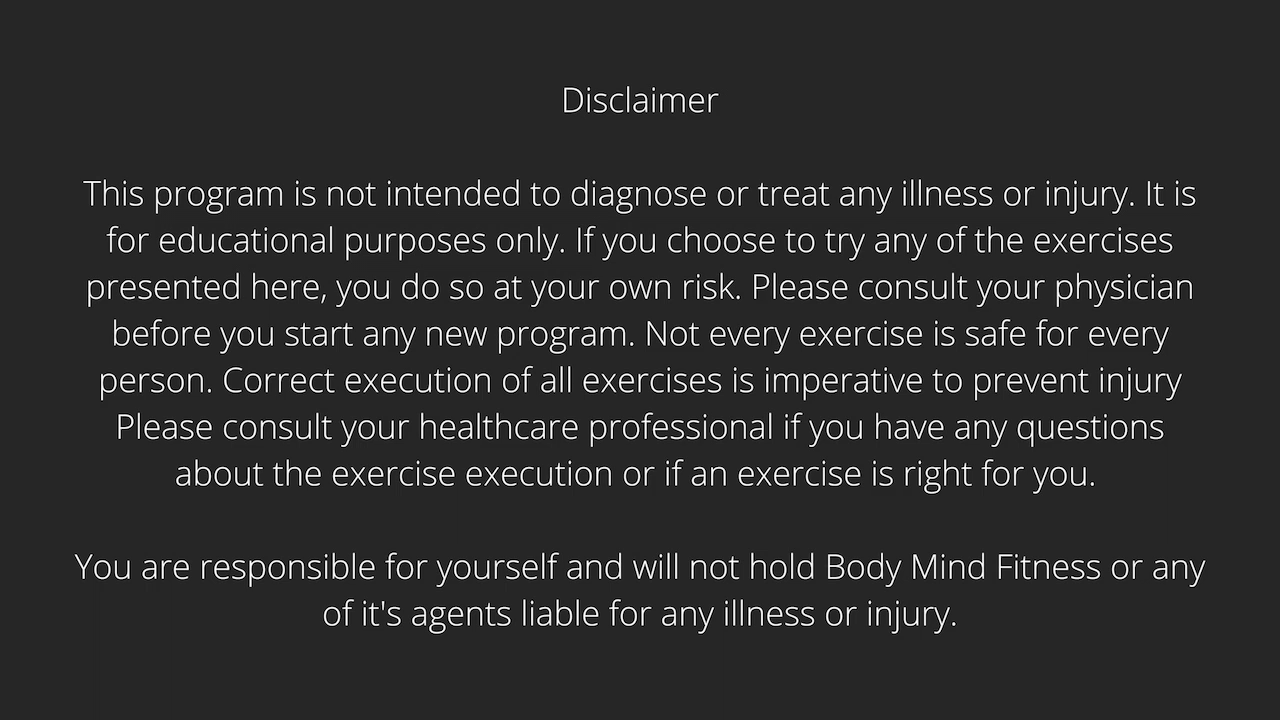 Disclaimer
This program is not intended to diagnose or treat any illness or injury. It is
for educational purposes only. If you choose to try any of the exercises
presented here, you do so at your own risk. Please consult your physician
before you start any new program. Not every exercise is safe for every
person. Correct execution of all exercises is imperative to prevent injury
Please consult your healthcare professional if you have any questions
about the exercise execution or if an exercise is right for you.
You are responsible for yourself and will not hold Body Mind Fitness or any
of it's agents liable for any illness or injury.